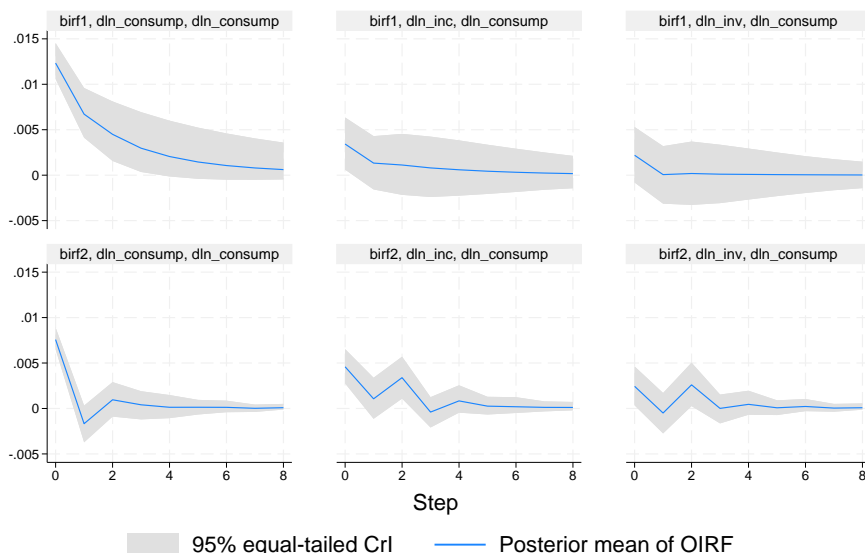 birf1, dln_consump, dln_consump
birf1, dln_inc, dln_consump
birf1, dln_inv, dln_consump
.015
.01
.005
0
-.005
birf2, dln_consump, dln_consump
birf2, dln_inc, dln_consump
birf2, dln_inv, dln_consump
.015
.01
.005
0
-.005
0 2 4 6 8
0 2 4 6 8
0 2 4 6 8
Step
95% equal-tailed CrI
Posterior mean of OIRF